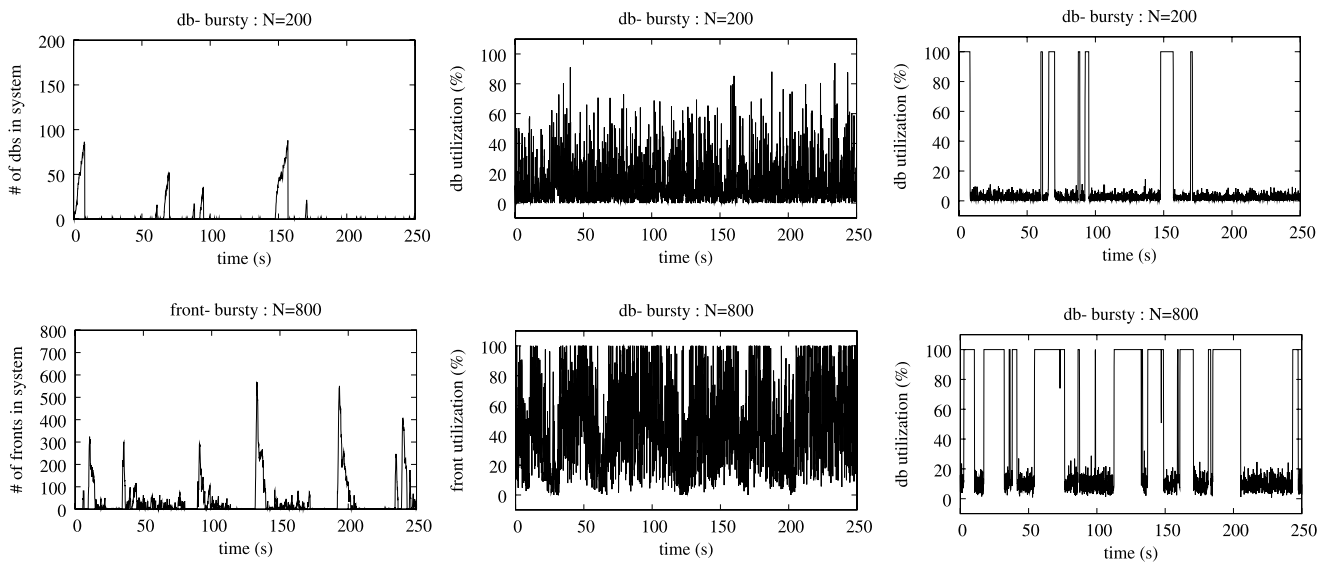 db- bursty : N=200
# of dbs in system
200
150
100
50
0
0 50 100 150 200 250
time (s)
db- bursty : N=200
db utilization (%)
100
80
60
40
20
0
0 50 100 150 200 250
time (s)
db- bursty : N=200
db utilization (%)
100
80
60
40
20
0
0 50 100 150 200 250
time (s)
front- bursty : N=800
# of fronts in system
800
700
600
500
400
300
200
100
0
0 50 100 150 200 250
time (s)
db- bursty : N=800
front utilization (%)
100
80
60
40
20
0
0 50 100 150 200 250
time (s)
db- bursty : N=800
db utilization (%)
100
80
60
40
20
0
0 50 100 150 200 250
time (s)